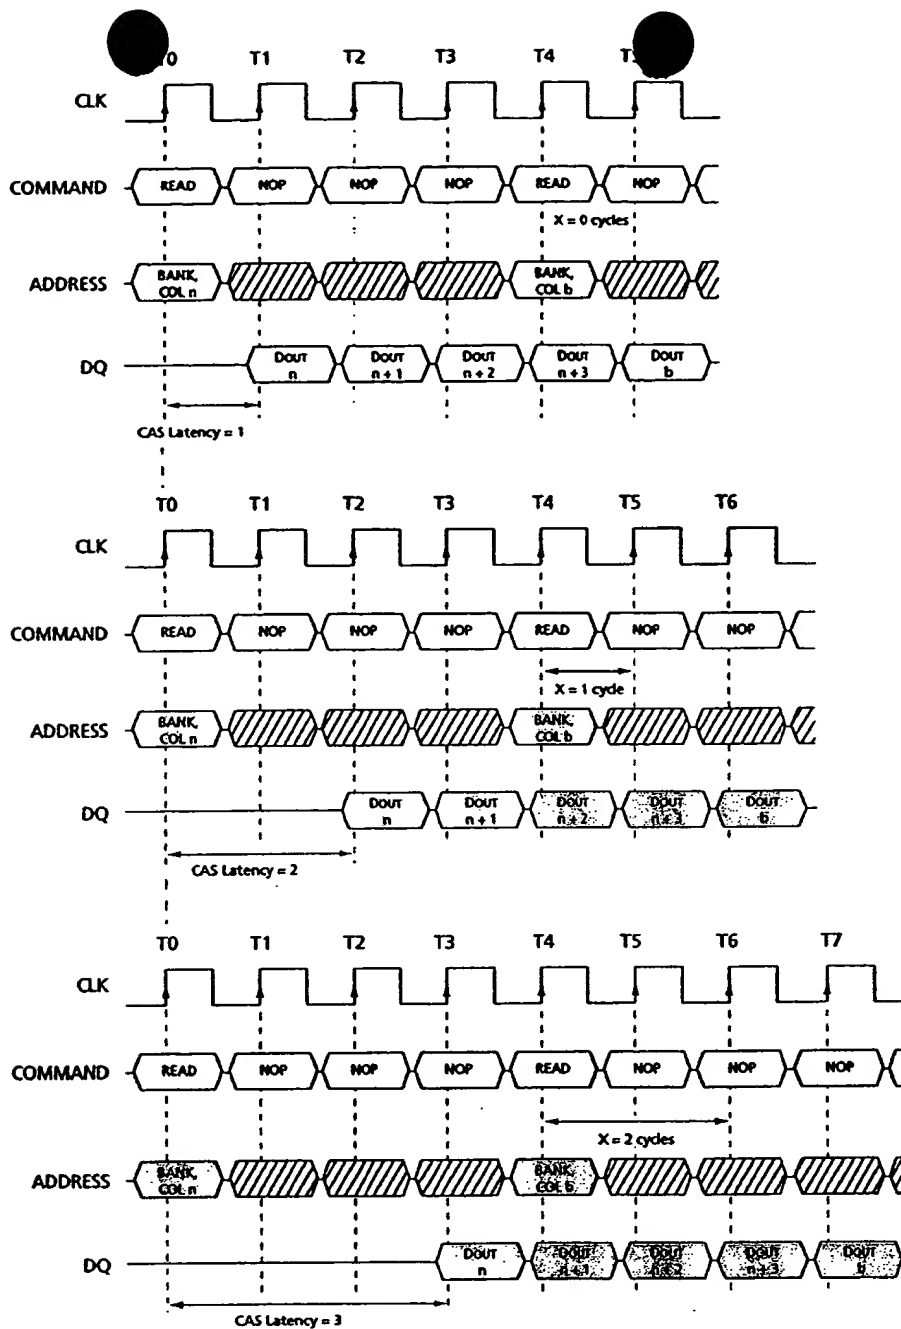 T0 T1 T2 T3 T4
CLK
COMMAND READ NOP NOP NOP READ NOP
X = 0 cycles
ADDRESS BANK, COL n BANK, COL b
DQ DOUT n DOUT n + 1 DOUT n + 2 DOUT n + 3 DOUT b
CAS Latency = 1
T0 T1 T2 T3 T4 T5 T6
CLK
COMMAND READ NOP NOP NOP READ NOP NOP
X = 1 cycle
ADDRESS BANK, COL n BANK, COL b
DQ DOUT n DOUT n + 1 DOUT n + 2 DOUT n + 3 DOUT b
CAS Latency = 2
T0 T1 T2 T3 T4 T5 T6 T7
CLK
COMMAND READ NOP NOP NOP READ NOP NOP NOP
X = 2 cycles
ADDRESS BANK, COL n BANK, COL b
DQ DOUT n DOUT n + 1 DOUT n + 2 DOUT n + 3 DOUT b
CAS Latency = 3